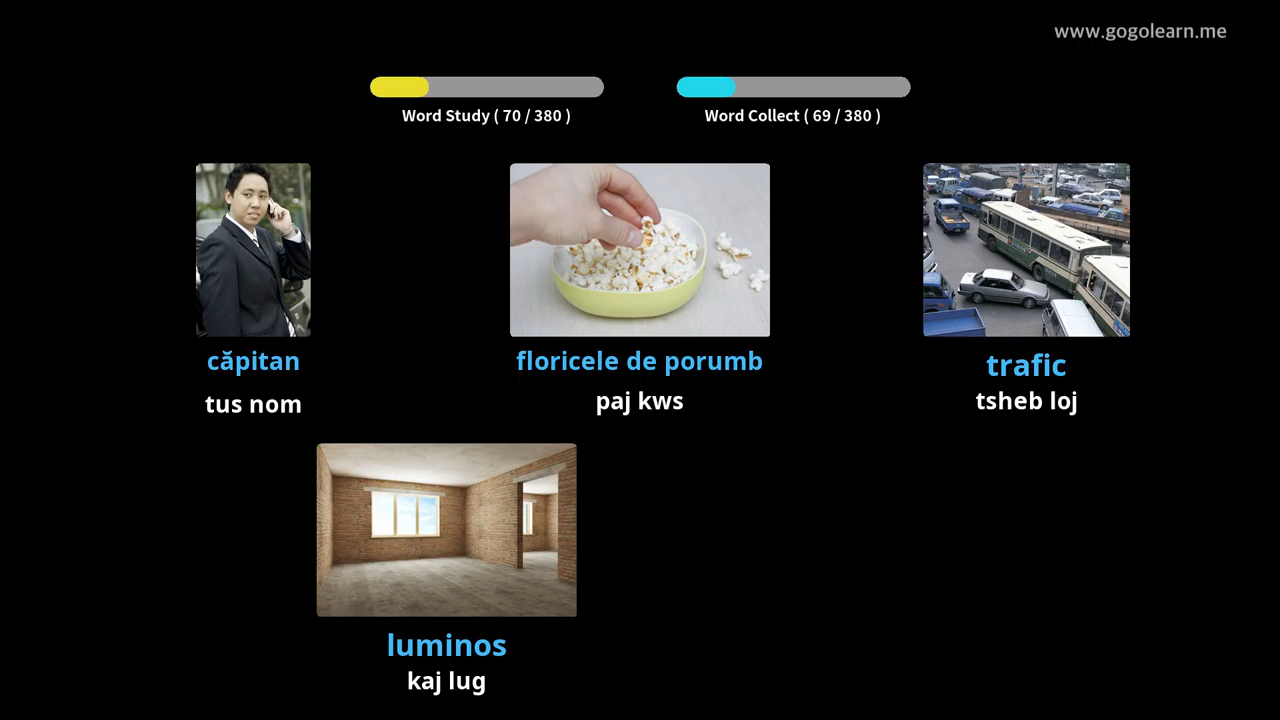 www.gogolearn.me
Word Study ( 70 / 380 )
Word Collect ( 69 / 380 )
căpitan
tus nom
floricele de porumb
paj kws
trafic
tsheb loj
luminos
kaj lug